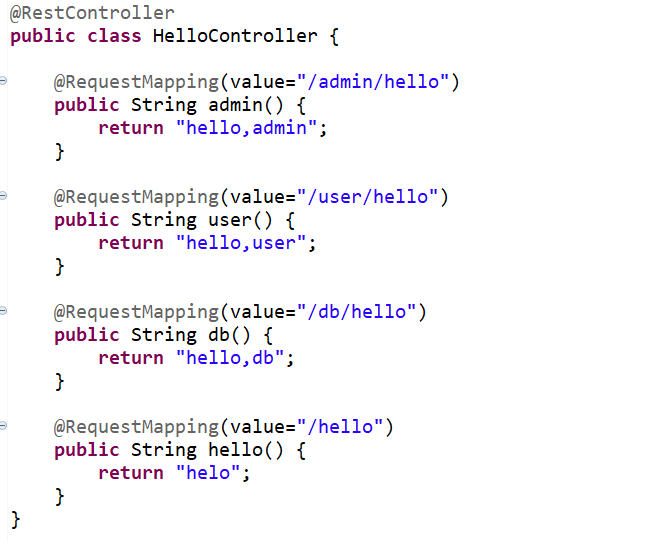 @RestController
public class HelloController {
@RequestMapping(value="/admin/hello")
public String admin() {
return "hello,admin";
}
@RequestMapping(value="/user/hello")
public String user() {
return "hello,user";
}
@RequestMapping(value="/db/hello")
public String db() {
return "hello,db";
}
@RequestMapping(value="/hello")
public String hello() {
return "helo";
}
}